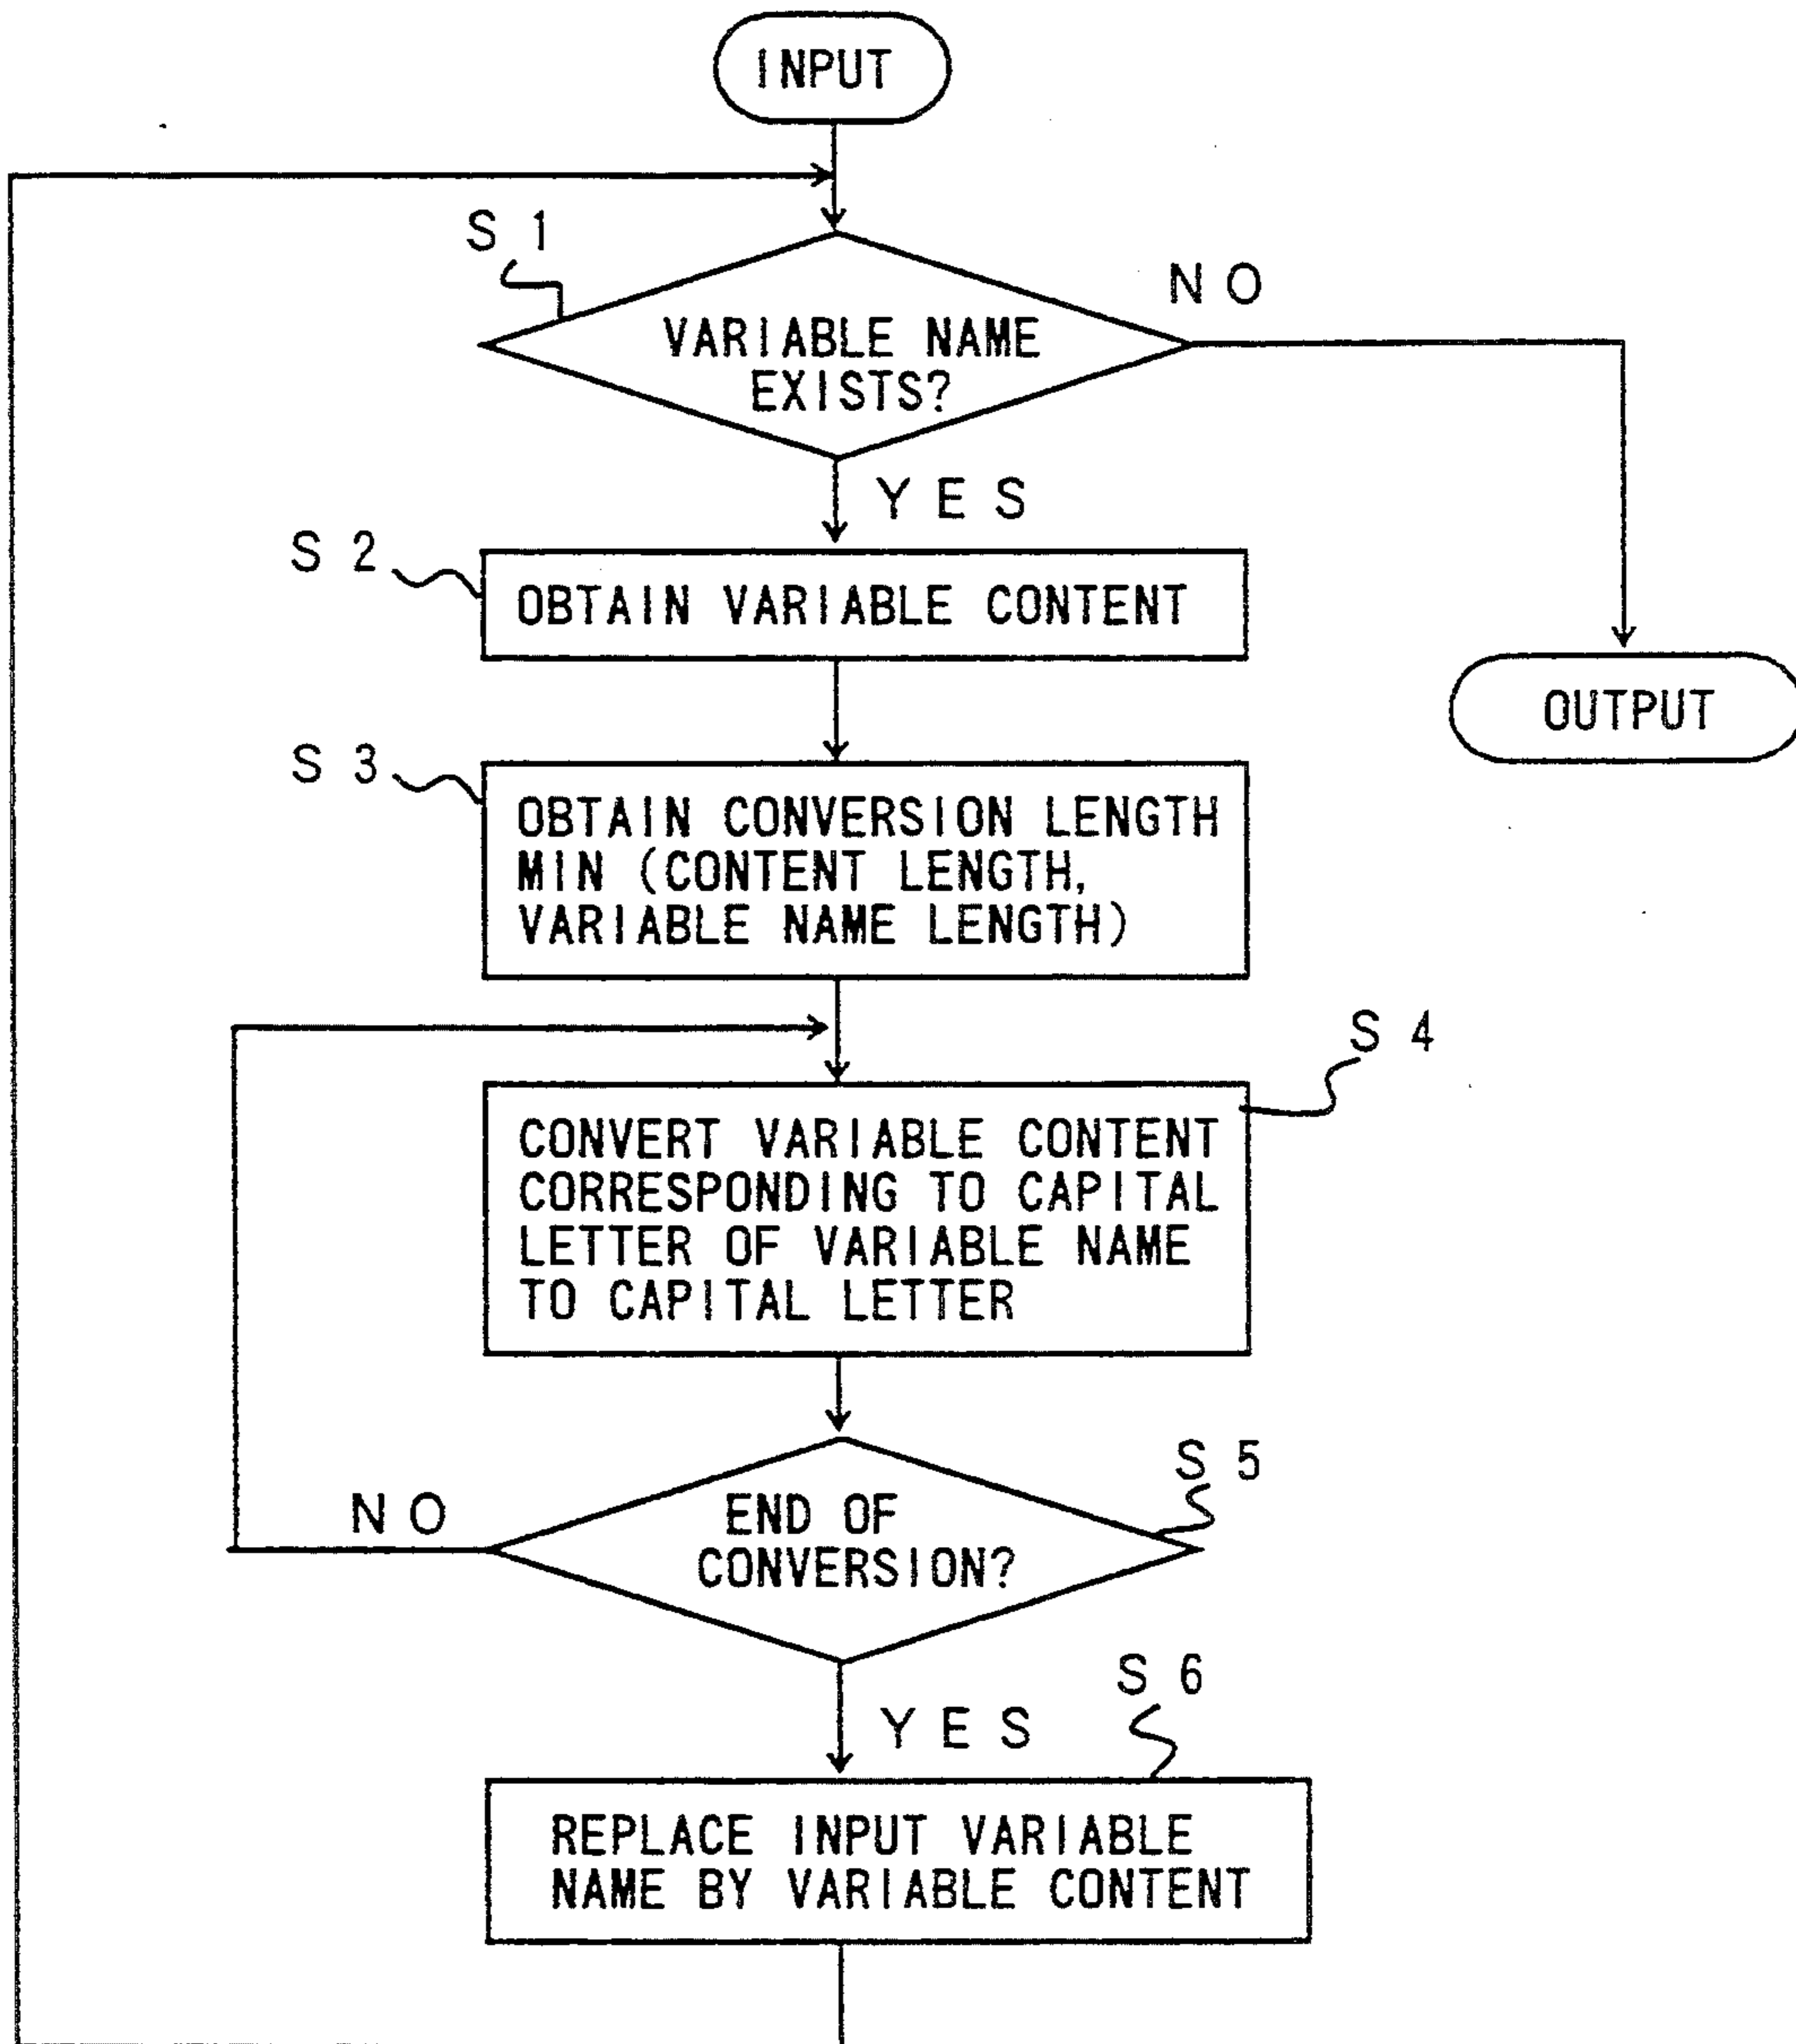 INPUT
S 1
NO
VARIABLE NAME
EXISTS?
YES
S 2
OBTAIN VARIABLE CONTENT
OUTPUT
S 3
OBTAIN CONVERSION LENGTH
MIN (CONTENT LENGTH,
VARIABLE NAME LENGTH)
S 4
CONVERT VARIABLE CONTENT
CORRESPONDING TO CAPITAL
LETTER OF VARIABLE NAME
TO CAPITAL LETTER
S 5
NO
END OF
CONVERSION?
S 6
YES
REPLACE INPUT VARIABLE
NAME BY VARIABLE CONTENT